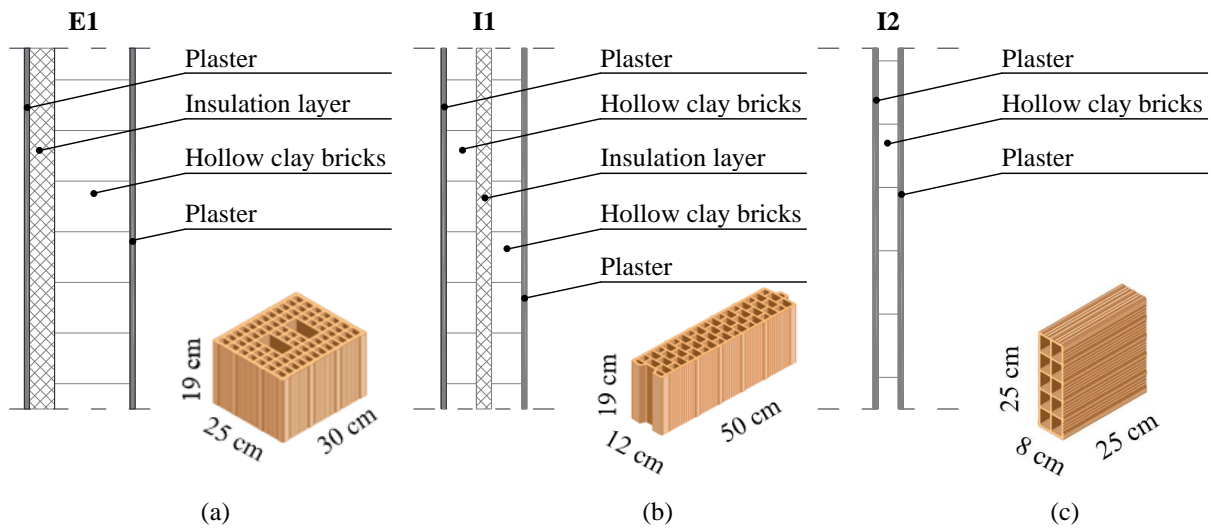 E1
Plaster
Insulation layer
Hollow clay bricks
Plaster
19 cm
25 cm
30 cm
(a)
I1
Plaster
Hollow clay bricks
Insulation layer
Hollow clay bricks
Plaster
19 cm
12 cm
50 cm
(b)
I2
Plaster
Hollow clay bricks
Plaster
25 cm
8 cm
25 cm
(c)